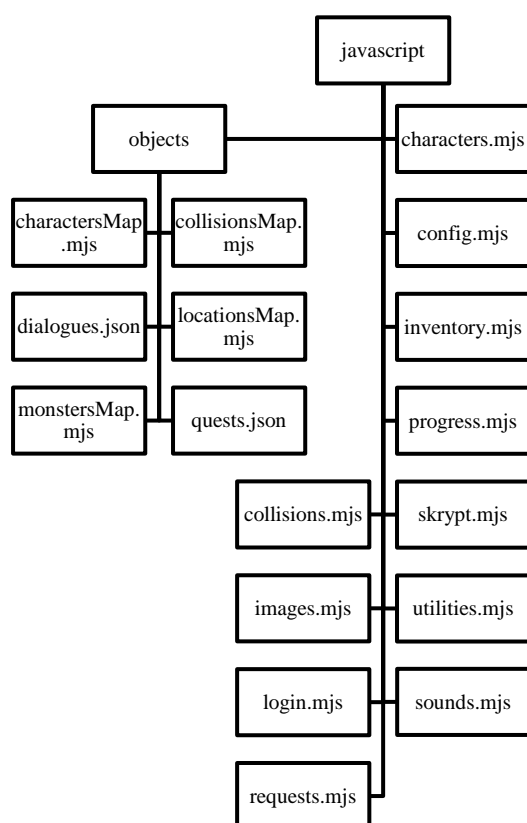 javascript
objects
characters.mjs
charactersMap
.mjs
collisionsMap.
mjs
config.mjs
dialogues.json
locationsMap.
mjs
inventory.mjs
monstersMap.
mjs
quests.json
progress.mjs
collisions.mjs
skrypt.mjs
images.mjs
utilities.mjs
login.mjs
sounds.mjs
requests.mjs